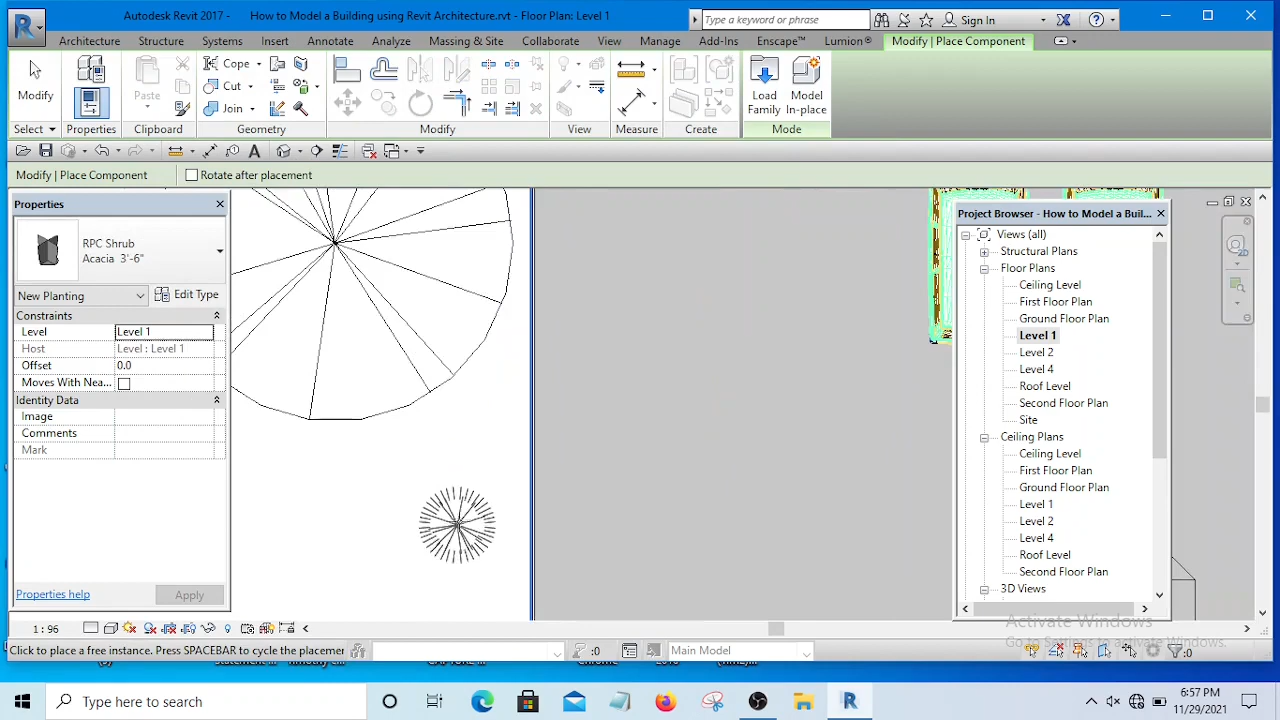 Autodesk Revit 2017 - How to Model a Building using Revit Architecture.rvt - Floor Plan: Level 1
Type a keyword or phrase
Sign In
Architecture Structure Systems Insert Annotate Analyze Massing & Site Collaborate View Manage Add-Ins Enscape™ Lumion® Modify | Place Component
Modify
Paste
Cope
Cut
Join
Load Family
Model In-place
Select Properties Clipboard Geometry Modify View Measure Create Mode
Modify | Place Component Rotate after placement
Properties
RPC Shrub
Acacia 3'-6"
New Planting Edit Type
Constraints
Level Level 1
Host Level : Level 1
Offset 0.0
Moves With Nea...
Identity Data
Image
Comments
Mark
Properties help Apply
Project Browser - How to Model a Buil...
Views (all)
Structural Plans
Floor Plans
Ceiling Level
First Floor Plan
Ground Floor Plan
Level 1
Level 2
Level 4
Roof Level
Second Floor Plan
Site
Ceiling Plans
Ceiling Level
First Floor Plan
Ground Floor Plan
Level 1
Level 2
Level 4
Roof Level
Second Floor Plan
3D Views
Activate Windows
Go to Settings to activate Windows.
1 : 96
Click to place a free instance. Press SPACEBAR to cycle the placemer
:0
Main Model
:0
Type here to search
6:57 PM
11/29/2021